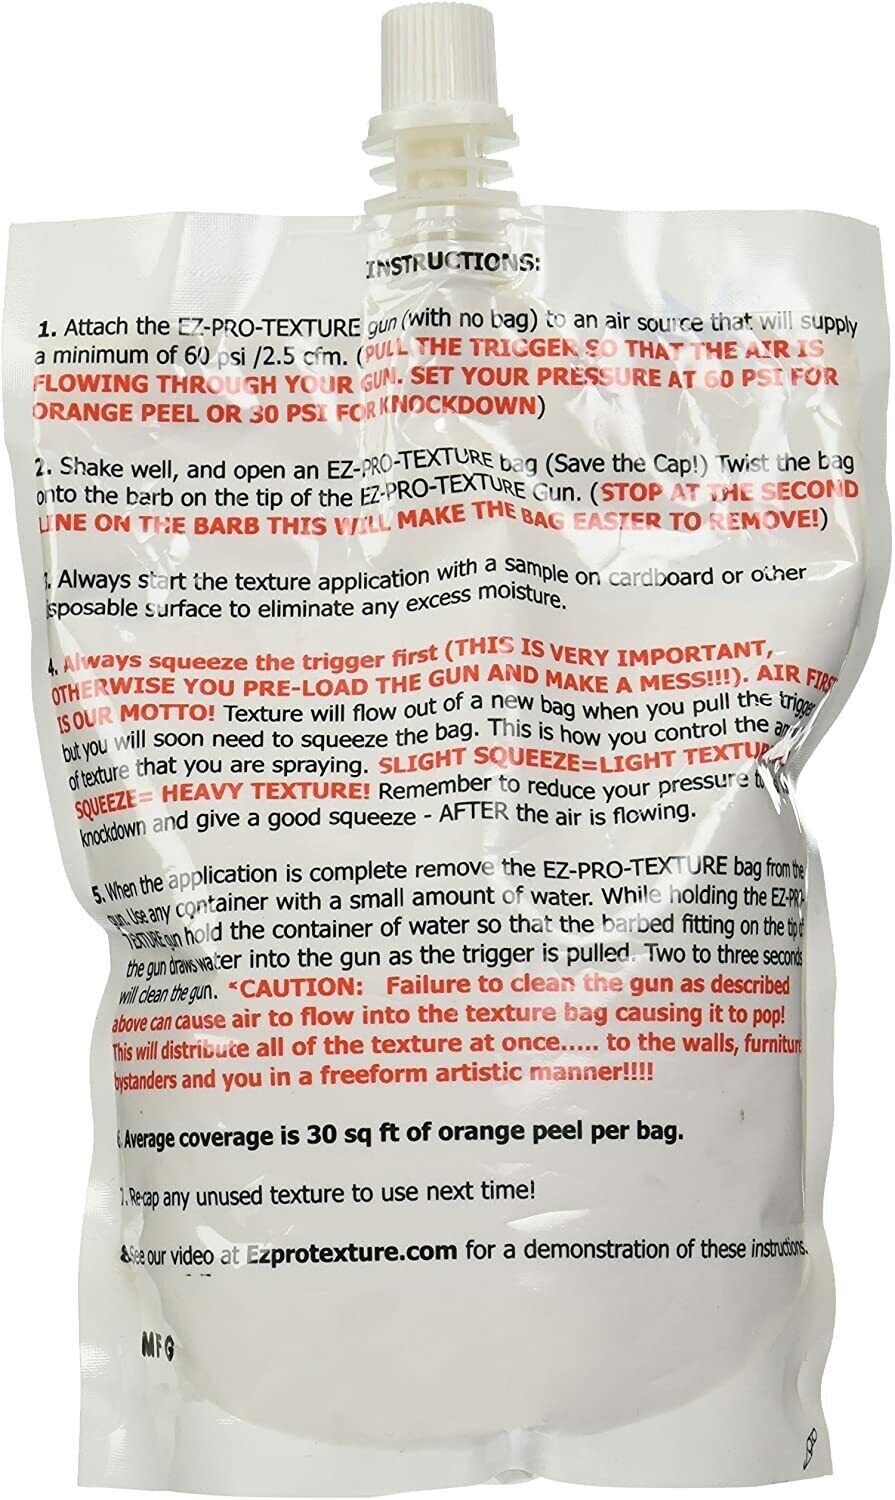 INSTRUCTIONS:
1. Attach the EZ-PRO-TEXTURE gun (with no bag) to an air source that will supply
a minimum of 60 psi /2.5 cfm. (PULL THE TRIGGER SO THAT THE AIR IS
FLOWING THROUGH YOUR GUN. SET YOUR PRESSURE AT 60 PSI FOR
ORANGE PEEL OR 30 PSI FOR KNOCKDOWN)
2. Shake well, and open an EZ-PRO-TEXTURE bag (Save the Cap!) Twist the bag
onto the barb on the tip of the EZ-PRO-TEXTURE Gun. (STOP AT THE SECOND
LINE ON THE BARB THIS WILL MAKE THE BAG EASIER TO REMOVE!)
. Always start the texture application with a sample on cardboard or other
isposable surface to eliminate any excess moisture.
4. Always squeeze the trigger first (THIS IS VERY IMPORTANT,
OTHERWISE YOU PRE-LOAD THE GUN AND MAKE A MESS!!!). AIR FIRS
IS OUR MOTTO! Texture will flow out of a new bag when you pull the trigge
but you will soon need to squeeze the bag. This is how you control the
of texture that you are spraying. SLIGHT SQUEEZE=LIGHT TEXTU
SQUEEZE= HEAVY TEXTURE! Remember to reduce your pressure
knockdown and give a good squeeze - AFTER the air is flowing.
5. When the application is complete remove the EZ-PRO-TEXTURE bag from the
gun. Use any container with a small amount of water. While holding the EZ-PRO-
TEXTURE gun hold the container of water so that the barbed fitting on the tip of
the gun draws water into the gun as the trigger is pulled. Two to three seconds
will clean the gun. *CAUTION: Failure to clean the gun as described
above can cause air to flow into the texture bag causing it to pop!
This will distribute all of the texture at once..... to the walls, furniture
bystanders and you in a freeform artistic manner!!!!
6. Average coverage is 30 sq ft of orange peel per bag.
7. Re-cap any unused texture to use next time!
8. See our video at Ezprotexture.com for a demonstration of these instructions.
MFG